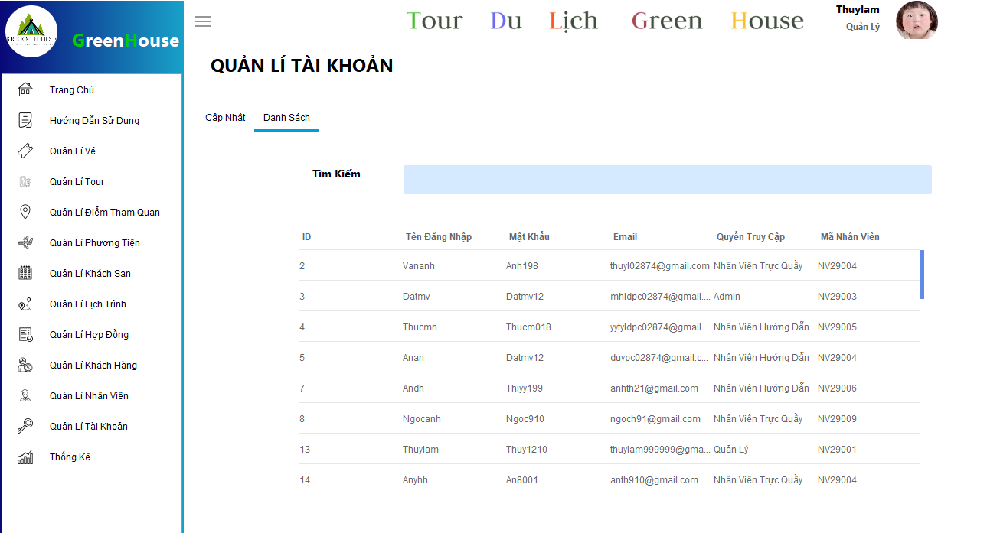 GREEN HOUSE
GreenHouse
Tour Du Lịch Green House
Thuylam
Quản Lý
QUẢN LÍ TÀI KHOẢN
Trang Chủ
Hướng Dẫn Sử Dụng
Quản Lí Vé
Quản Lí Tour
Quản Lí Điểm Tham Quan
Quản Lí Phương Tiện
Quản Lí Khách Sạn
Quản Lí Lịch Trình
Quản Lí Hợp Đồng
Quản Lí Khách Hàng
Quản Lí Nhân Viên
Quản Lí Tài Khoản
Thống Kê
Cập Nhật Danh Sách
Tìm Kiếm
ID Tên Đăng Nhập Mật Khẩu Email Quyền Truy Cập Mã Nhân Viên
2 Vananh Anh198 thuyl02874@gmail.com Nhân Viên Trực Quầy NV29004
3 Datmv Datmv12 mhldpc02874@gmail.... Admin NV29003
4 Thucmn Thucm018 yytyldpc02874@gmail.... Nhân Viên Hướng Dẫn NV29005
5 Anan Datmv12 duypc02874@gmail.c... Nhân Viên Hướng Dẫn NV29004
7 Andh Thiyy199 anhth21@gmail.com Nhân Viên Hướng Dẫn NV29006
8 Ngocanh Ngoc910 ngoch91@gmail.com Nhân Viên Trực Quầy NV29009
13 Thuylam Thuy1210 thuylam999999@gma... Quản Lý NV29001
14 Anyhh An8001 anth910@gmail.com Nhân Viên Trực Quầy NV29004